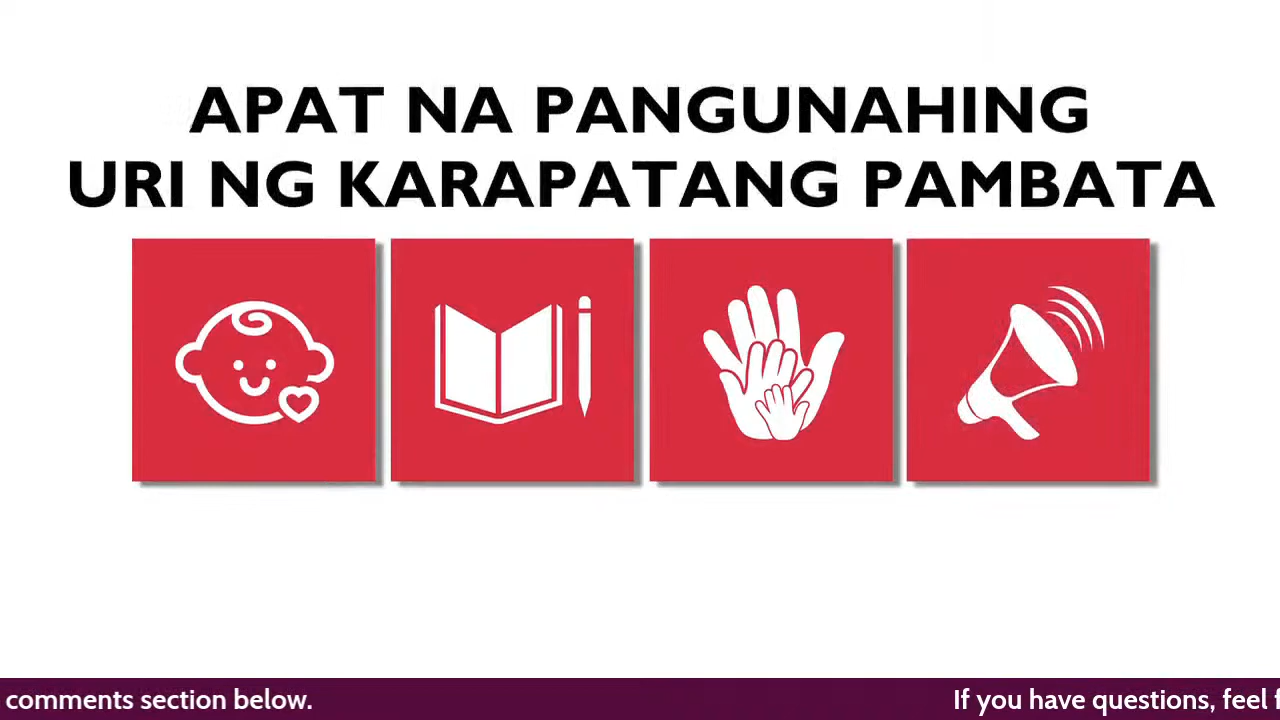 APAT NA PANGUNAHING
URI NG KARAPATANG PAMBATA
comments section below.
If you have questions, feel